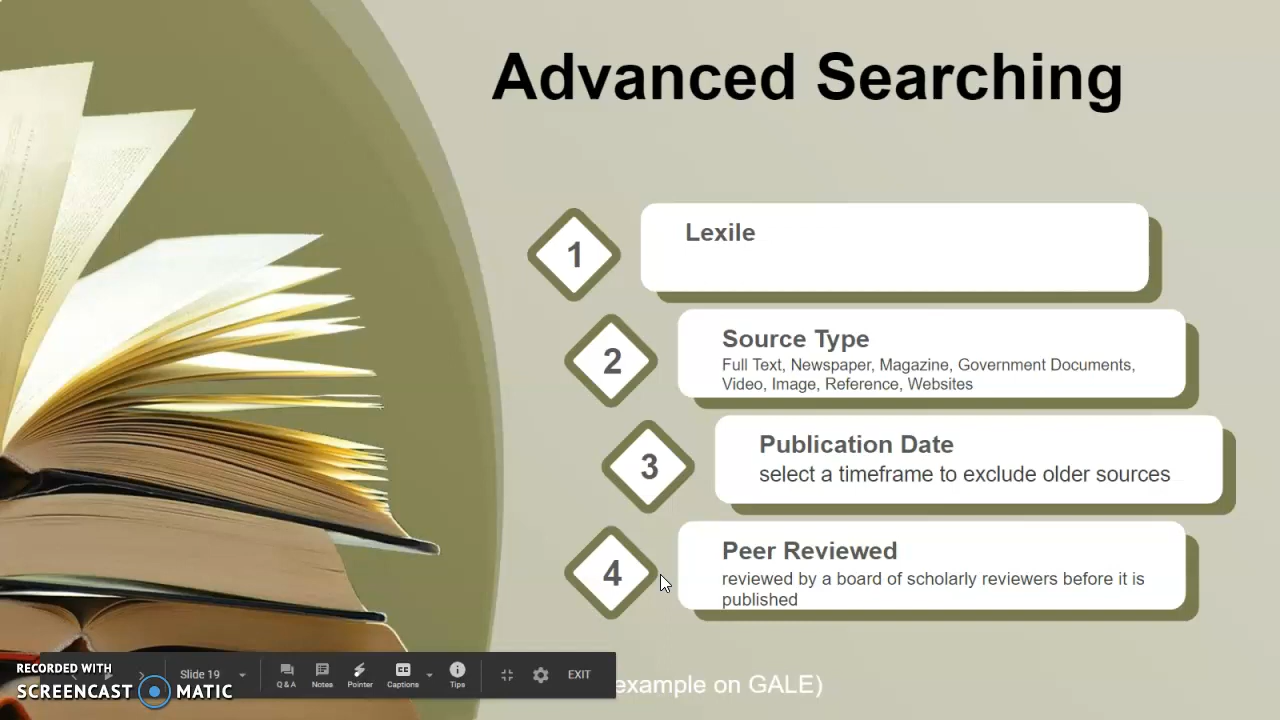 Advanced Searching
1
Lexile
2
Source Type
Full Text, Newspaper, Magazine, Government Documents,
Video, Image, Reference, Websites
3
Publication Date
select a timeframe to exclude older sources
4
Peer Reviewed
reviewed by a board of scholarly reviewers before it is
published
example on GALE)
RECORDED WITH
SCREENCAST MATIC
Slide 19
Q & A
Notes
Pointer
CC
Captions
Tips
EXIT